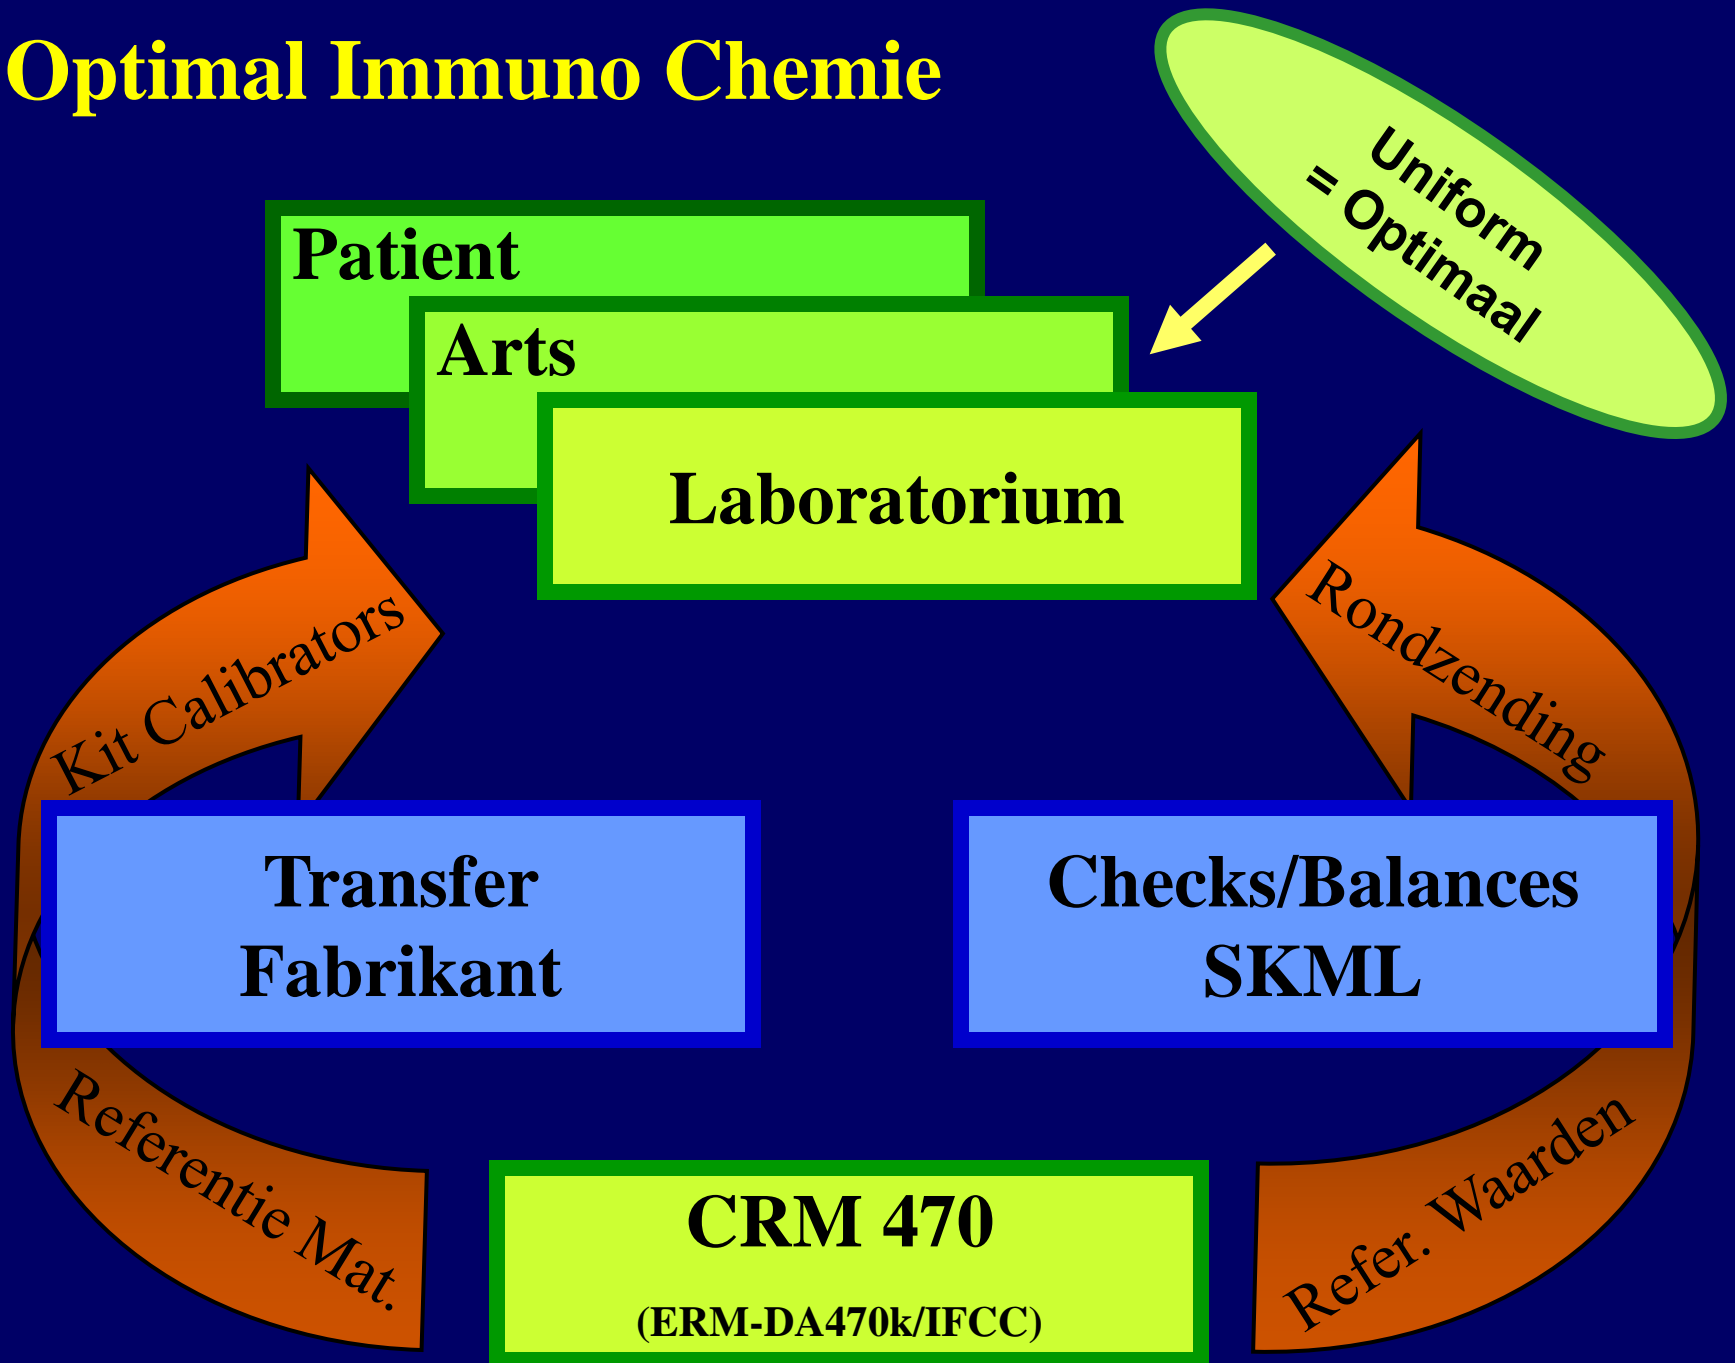 Optimal Immuno Chemie
Uniform
= Optimaal
Patient
Arts
Laboratorium
Kit Calibrators
Rondzending
Transfer
Fabrikant
Checks/Balances
SKML
Referentie Mat.
Refer. Waarden
CRM 470
(ERM-DA470k/IFCC)